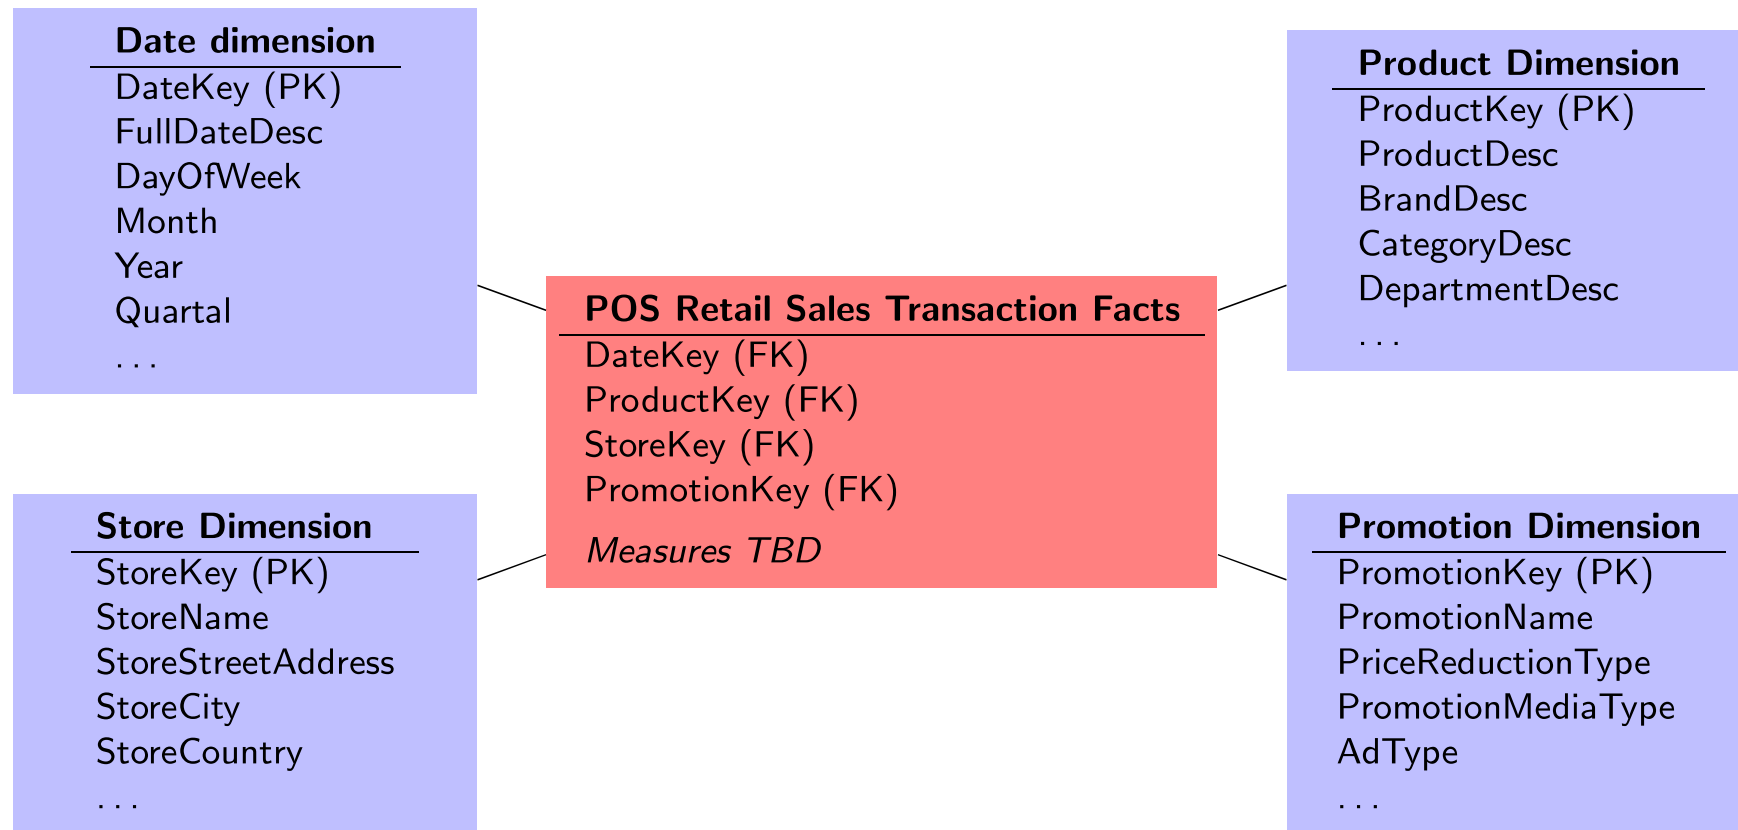 Date dimension
DateKey (PK)
FullDateDesc
DayOfWeek
Month
Year
Quartal
...
Product Dimension
ProductKey (PK)
ProductDesc
BrandDesc
CategoryDesc
DepartmentDesc
...
POS Retail Sales Transaction Facts
DateKey (FK)
ProductKey (FK)
StoreKey (FK)
PromotionKey (FK)
Measures TBD
Store Dimension
StoreKey (PK)
StoreName
StoreStreetAddress
StoreCity
StoreCountry
...
Promotion Dimension
PromotionKey (PK)
PromotionName
PriceReductionType
PromotionMediaType
AdType
...